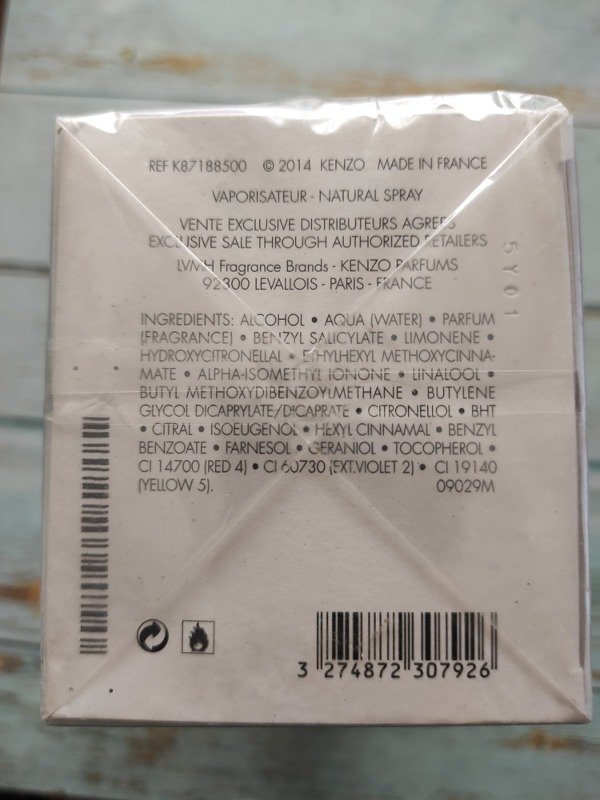 REF K87188500 © 2014 KENZO MADE IN FRANCE
VAPORISATEUR - NATURAL SPRAY
VENTE EXCLUSIVE DISTRIBUTEURS AGREES
EXCLUSIVE SALE THROUGH AUTHORIZED RETAILERS
LVMH Fragrance Brands - KENZO PARFUMS
92300 LEVALLOIS - PARIS - FRANCE
5Y01
INGREDIENTS: ALCOHOL • AQUA (WATER) • PARFUM
(FRAGRANCE) • BENZYL SALICYLATE • LIMONENE •
HYDROXYCITRONELLAL • ETHYLHEXYL METHOXYCINNA-
MATE • ALPHA-ISOMETHYL IONONE • LINALOOL •
BUTYL METHOXYDIBENZOYLMETHANE • BUTYLENE
GLYCOL DICAPRYLATE/DICAPRATE • CITRONELLOL • BHT
• CITRAL • ISOEUGENOL • HEXYL CINNAMAL • BENZYL
BENZOATE • FARNESOL • GERANIOL • TOCOPHEROL •
CI 14700 (RED 4) • CI 60730 (EXT.VIOLET 2) • CI 19140
(YELLOW 5). 09029M
3 274872 307926